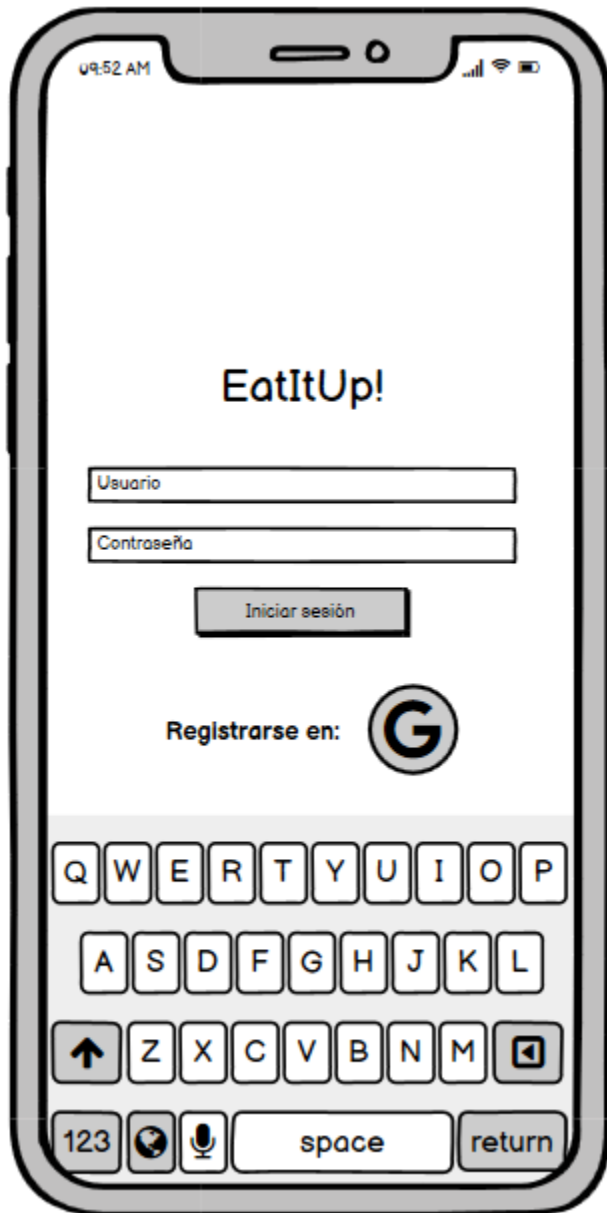 09:52 AM
EatItUp!
Usuario
Contraseña
Iniciar sesión
Registrarse en: G
Q W E R T Y U I O P
A S D F G H J K L
Z X C V B N M
123 space return